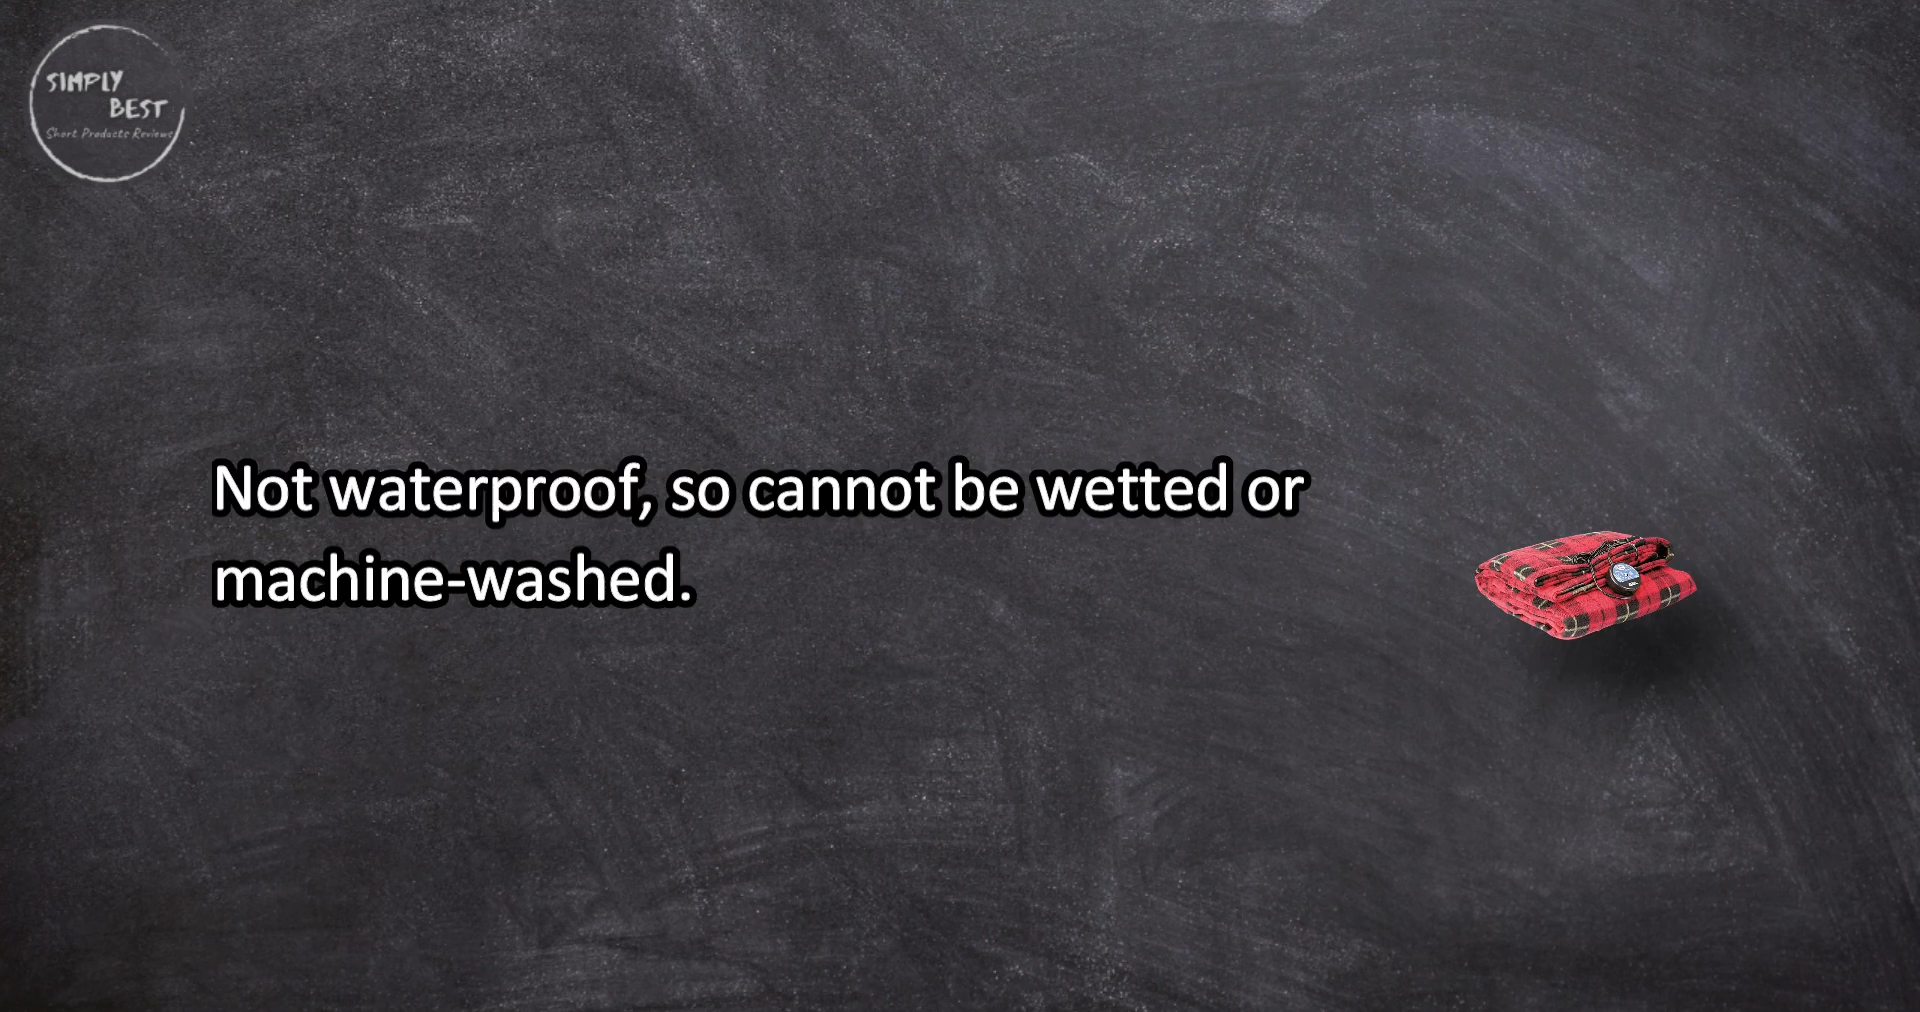 SIMPLY
BEST
Short Products Reviews
Not waterproof, so cannot be wetted or
machine-washed.